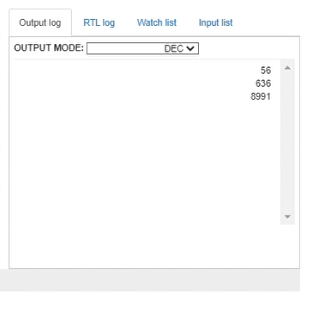 Output log RTL log Watch list Input list
OUTPUT MODE: DEC
56
636
8991